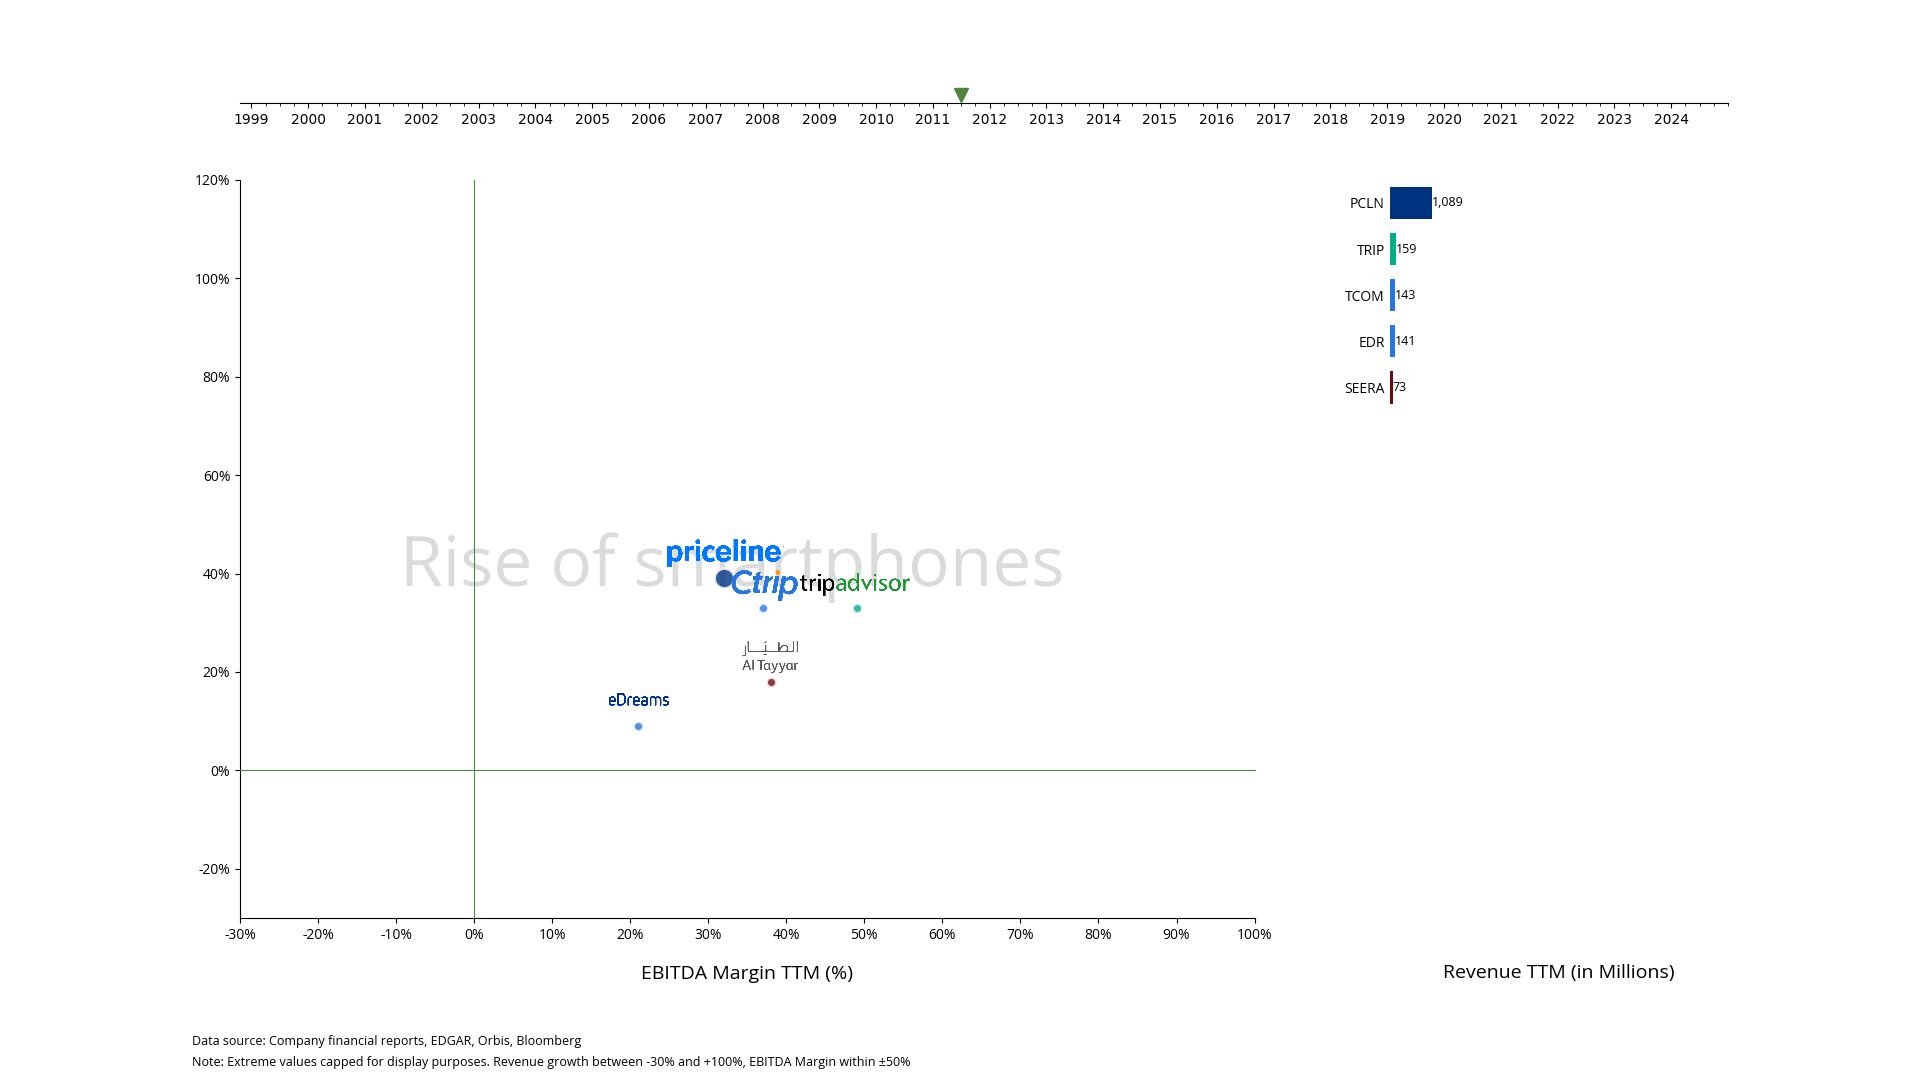 1999 2000 2001 2002 2003 2004 2005 2006 2007 2008 2009 2010 2011 2012 2013 2014 2015 2016 2017 2018 2019 2020 2021 2022 2023 2024
120%
100%
80%
60%
40%
20%
0%
-20%
Rise of smartphones
priceline
Ctrip
tripadvisor
الطيّار
Al Tayyar
eDreams
-30% -20% -10% 0% 10% 20% 30% 40% 50% 60% 70% 80% 90% 100%
EBITDA Margin TTM (%)
PCLN 1,089
TRIP 159
TCOM 143
EDR 141
SEERA 73
Revenue TTM (in Millions)
Data source: Company financial reports, EDGAR, Orbis, Bloomberg
Note: Extreme values capped for display purposes. Revenue growth between -30% and +100%, EBITDA Margin within ±50%